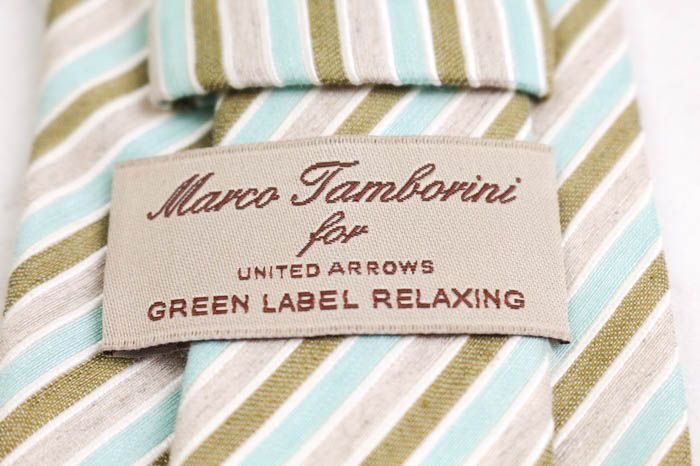 Marco Tamborini
for
UNITED ARROWS
GREEN LABEL RELAXING